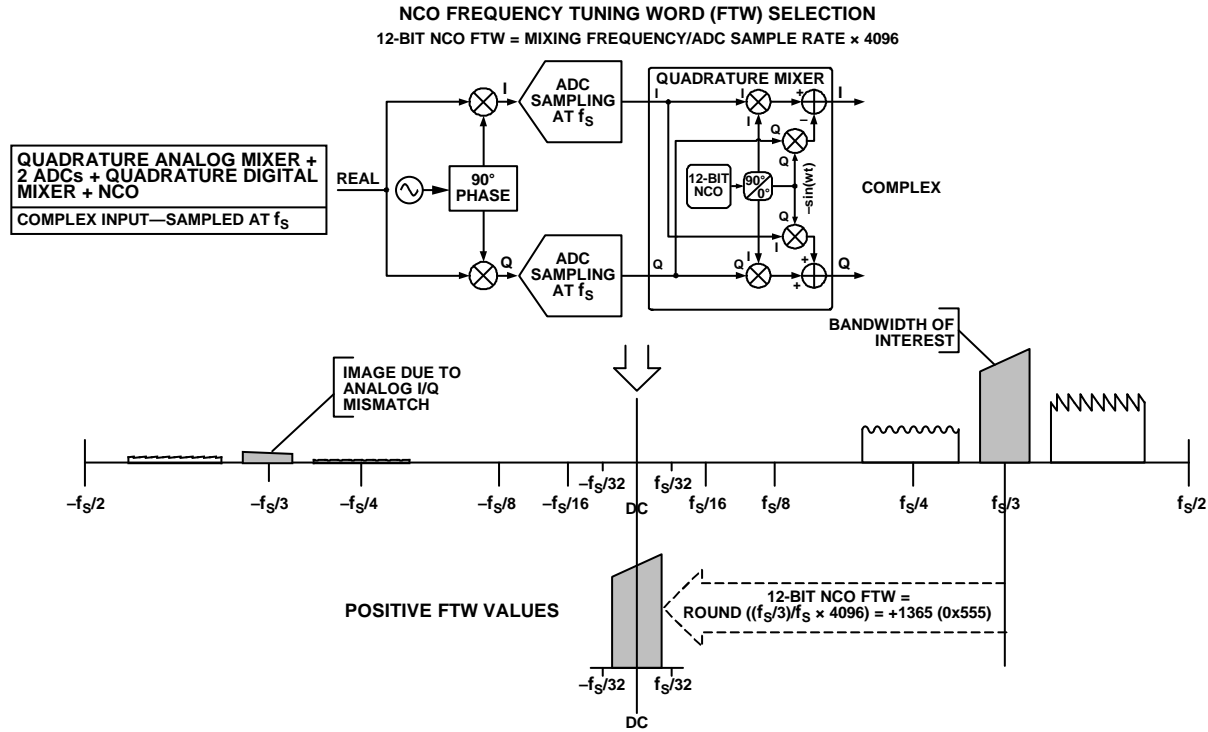 NCO FREQUENCY TUNING WORD (FTW) SELECTION
12-BIT NCO FTW = MIXING FREQUENCY/ADC SAMPLE RATE × 4096
QUADRATURE ANALOG MIXER +
2 ADCs + QUADRATURE DIGITAL
MIXER + NCO
COMPLEX INPUT—SAMPLED AT fS
REAL
90°
PHASE
I
Q
ADC
SAMPLING
AT fS
ADC
SAMPLING
AT fS
I
Q
QUADRATURE MIXER
I
I
+
–
I
Q
Q
12-BIT
NCO
90°
0°
–sin(wt)
COMPLEX
Q
I
I
Q
+
+
Q
BANDWIDTH OF
INTEREST
IMAGE DUE TO
ANALOG I/Q
MISMATCH
–fS/2
–fS/3
–fS/4
–fS/8
–fS/16
–fS/32
DC
fS/32
fS/16
fS/8
fS/4
fS/3
fS/2
POSITIVE FTW VALUES
12-BIT NCO FTW =
ROUND ((fS/3)/fS × 4096) = +1365 (0x555)
–fS/32
fS/32
DC